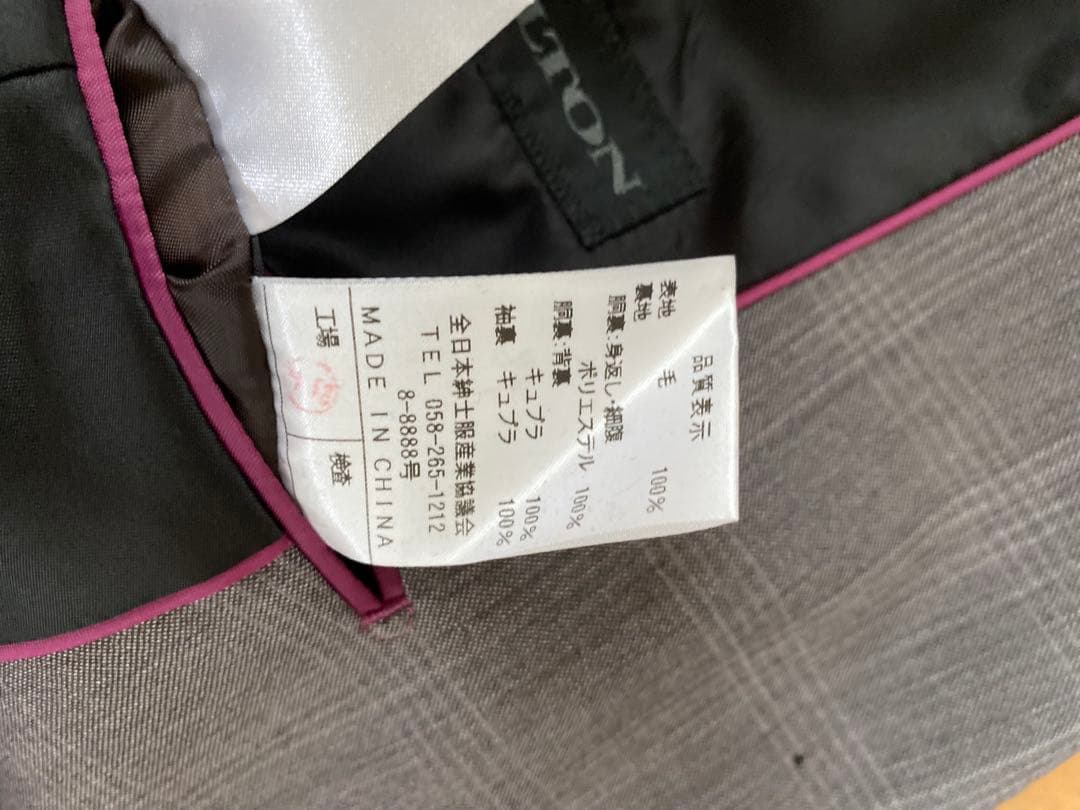 LTON
品質表示
表地 毛 100%
裏地
胴裏:身返し・細腹
ポリエステル 100%
胴裏:背裏
キュプラ 100%
袖裏 キュプラ 100%
全日本紳士服産業協議会
TEL 058-265-1212
8-8888号
MADE IN CHINA
工場 検査